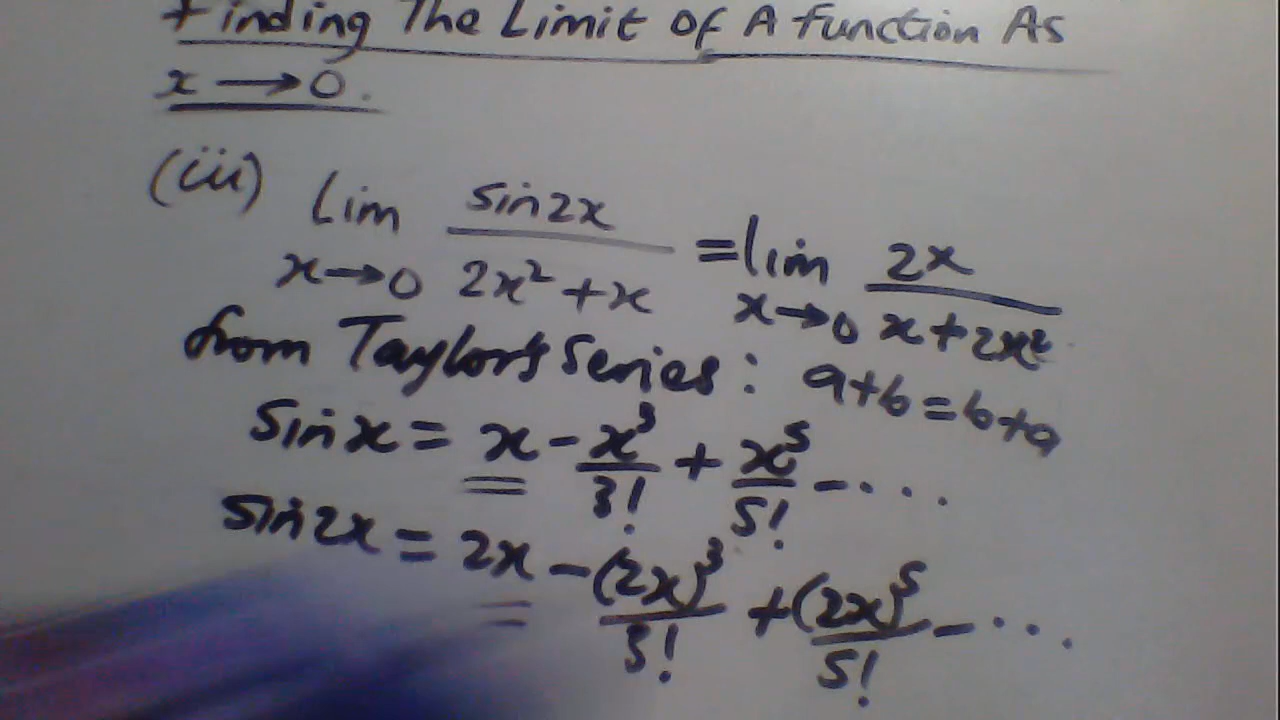 Finding The Limit Of A function As
x → 0.
(iii) Lim x→0 sin2x / 2x² + x = lim x→0 2x / x + 2x²
from Taylor's Series: a+b = b+a
sinx = x - x³/3! + x⁵/5! - ....
sin2x = 2x - (2x)³/3! + (2x)⁵/5! - ....